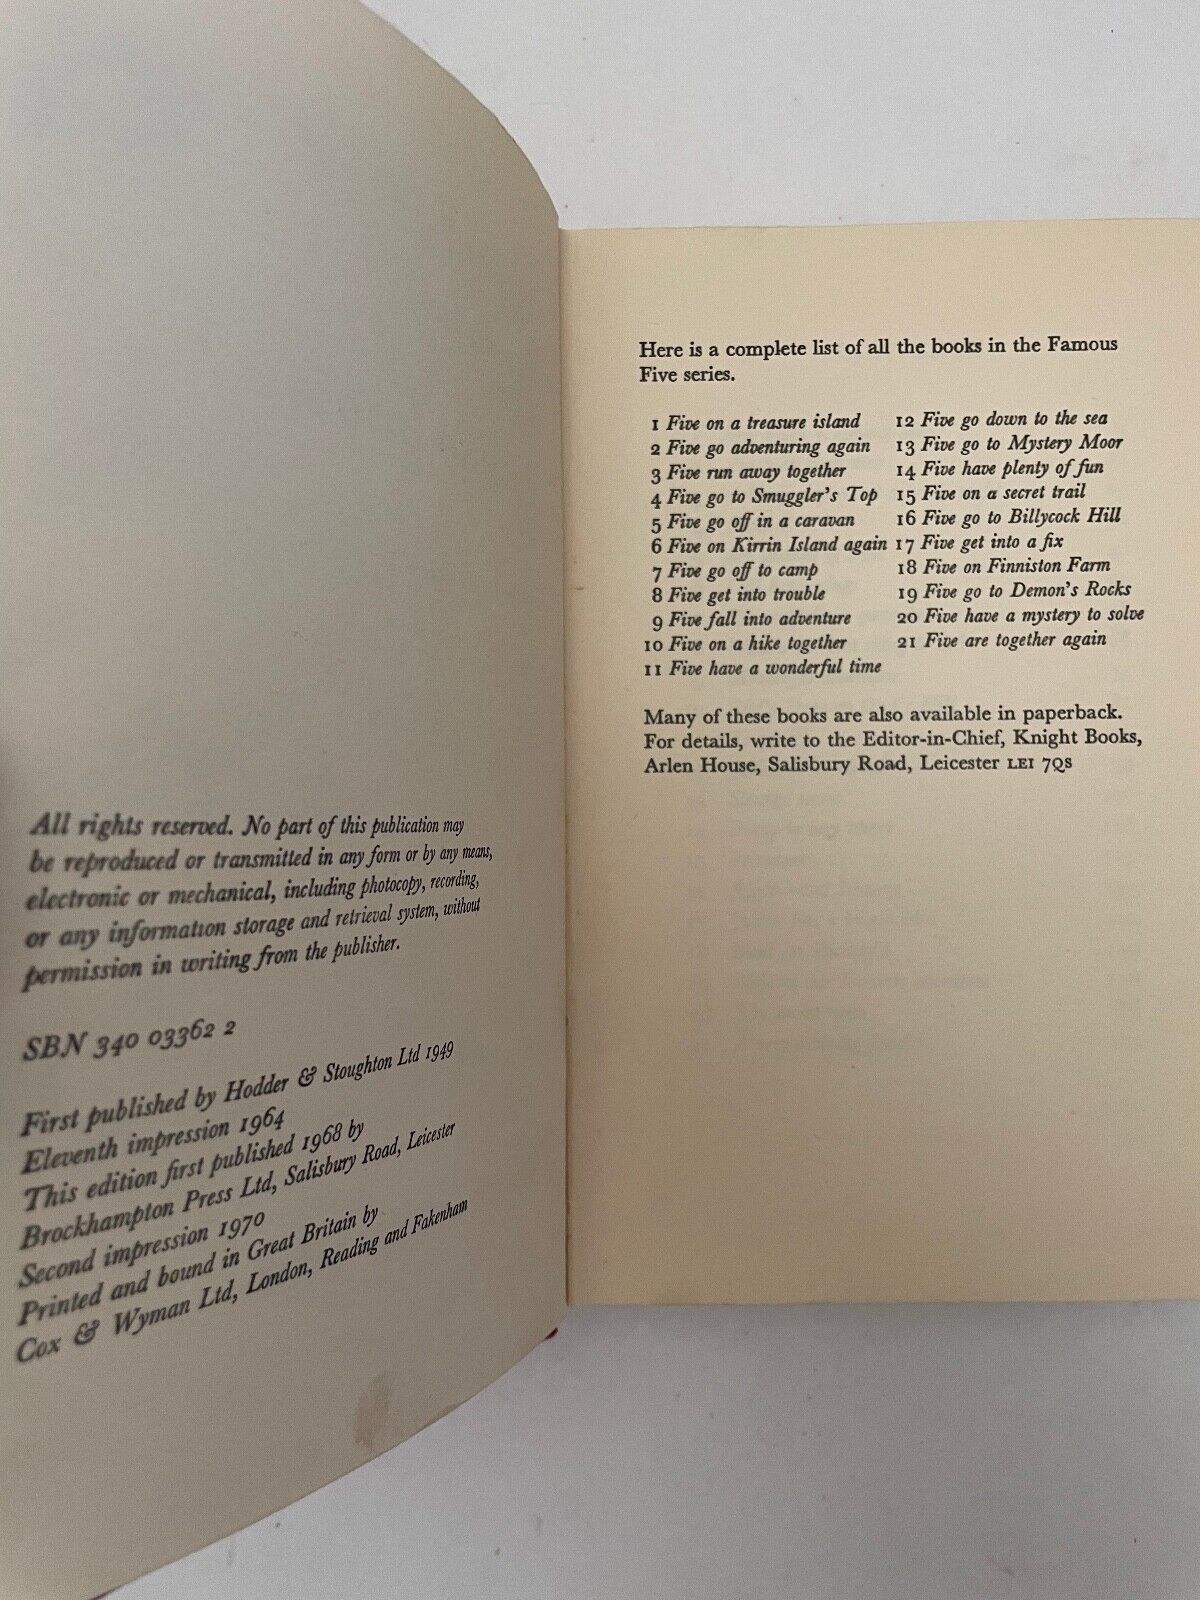 All rights reserved. No part of this publication may
be reproduced or transmitted in any form or by any means,
electronic or mechanical, including photocopy, recording,
or any information storage and retrieval system, without
permission in writing from the publisher.
SBN 340 03362 2
First published by Hodder & Stoughton Ltd 1949
Eleventh impression 1964
This edition first published 1968 by
Brockhampton Press Ltd, Salisbury Road, Leicester
Second impression 1970
Printed and bound in Great Britain by
Cox & Wyman Ltd, London, Reading and Fakenham
Here is a complete list of all the books in the Famous
Five series.
1 Five on a treasure island
2 Five go adventuring again
3 Five run away together
4 Five go to Smuggler's Top
5 Five go off in a caravan
6 Five on Kirrin Island again
7 Five go off to camp
8 Five get into trouble
9 Five fall into adventure
10 Five on a hike together
11 Five have a wonderful time
12 Five go down to the sea
13 Five go to Mystery Moor
14 Five have plenty of fun
15 Five on a secret trail
16 Five go to Billycock Hill
17 Five get into a fix
18 Five on Finniston Farm
19 Five go to Demon's Rocks
20 Five have a mystery to solve
21 Five are together again
Many of these books are also available in paperback.
For details, write to the Editor-in-Chief, Knight Books,
Arlen House, Salisbury Road, Leicester LE1 7QS